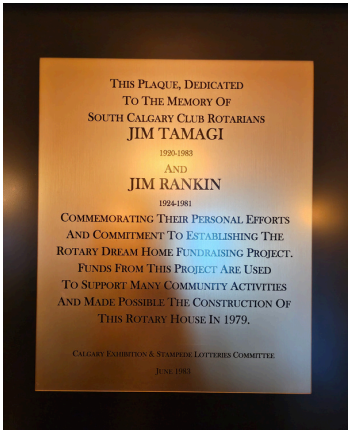 THIS PLAQUE, DEDICATED
TO THE MEMORY OF
SOUTH CALGARY CLUB ROTARIANS
JIM TAMAGI
1920-1983
AND
JIM RANKIN
1924-1981
COMMEMORATING THEIR PERSONAL EFFORTS
AND COMMITMENT TO ESTABLISHING THE
ROTARY DREAM HOME FUNDRAISING PROJECT.
FUNDS FROM THIS PROJECT ARE USED
TO SUPPORT MANY COMMUNITY ACTIVITIES
AND MADE POSSIBLE THE CONSTRUCTION OF
THIS ROTARY HOUSE IN 1979.
CALGARY EXHIBITION & STAMPEDE LOTTERIES COMMITTEE
JUNE 1983